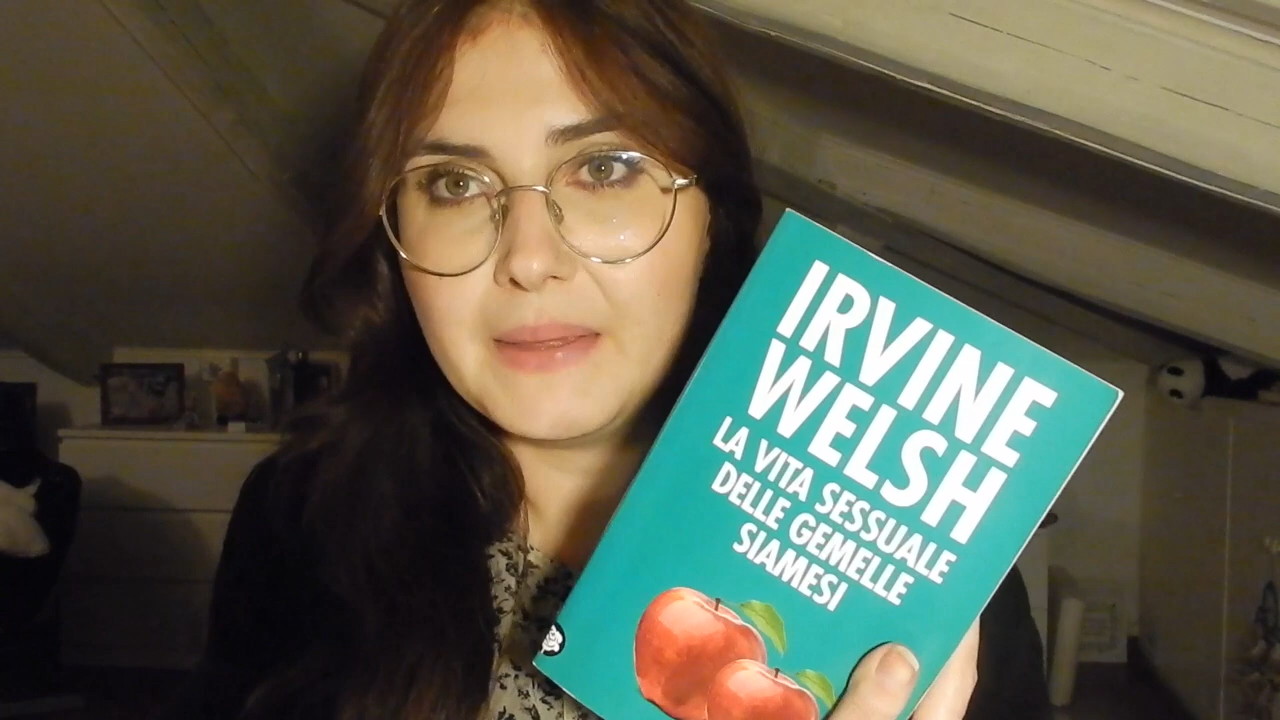 IRVINE
WELSH
LA VITA SESSUALE
DELLE GEMELLE
SIAMESI